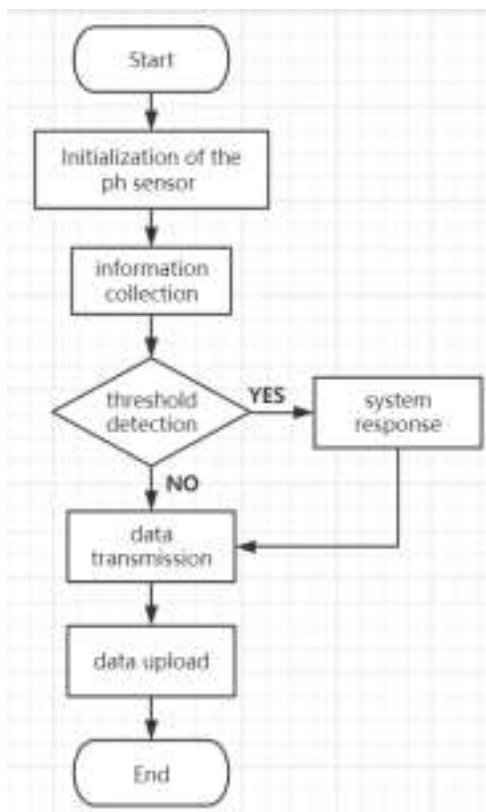 Start
Initialization of the
ph sensor
information
collection
threshold
detection
YES
system
response
NO
data
transmission
data upload
End